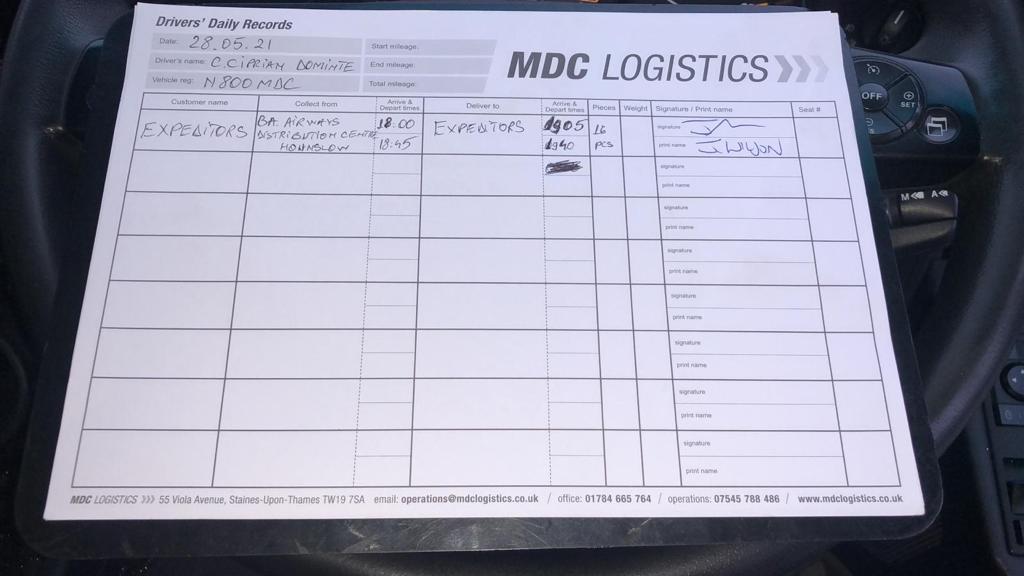 Drivers' Daily Records
Date: 28.05.21
Start mileage:
Driver's name: C.CIPRIAN DOMINTE
End mileage:
Vehicle reg: N800MDC
Total mileage:
MDC LOGISTICS
Customer name Collect from Arrive & Depart times Deliver to Arrive & Depart times Pieces Weight Signature / Print name Seal #
EXPEDITORS
BA AIRWAYS
DISTRIBUTION CENTRE
HOUNSLOW
18:00
18:45
EXPEDITORS
1905
1940
16
PCS
signature
print name J.WILSON
signature
print name
signature
print name
signature
print name
signature
print name
signature
print name
signature
print name
signature
print name
MDC LOGISTICS 55 Viola Avenue, Staines-Upon-Thames TW19 7SA email: operations@mdclogistics.co.uk / office: 01784 665 764 / operations: 07545 788 486 / www.mdclogistics.co.uk
OFF
SET
M A